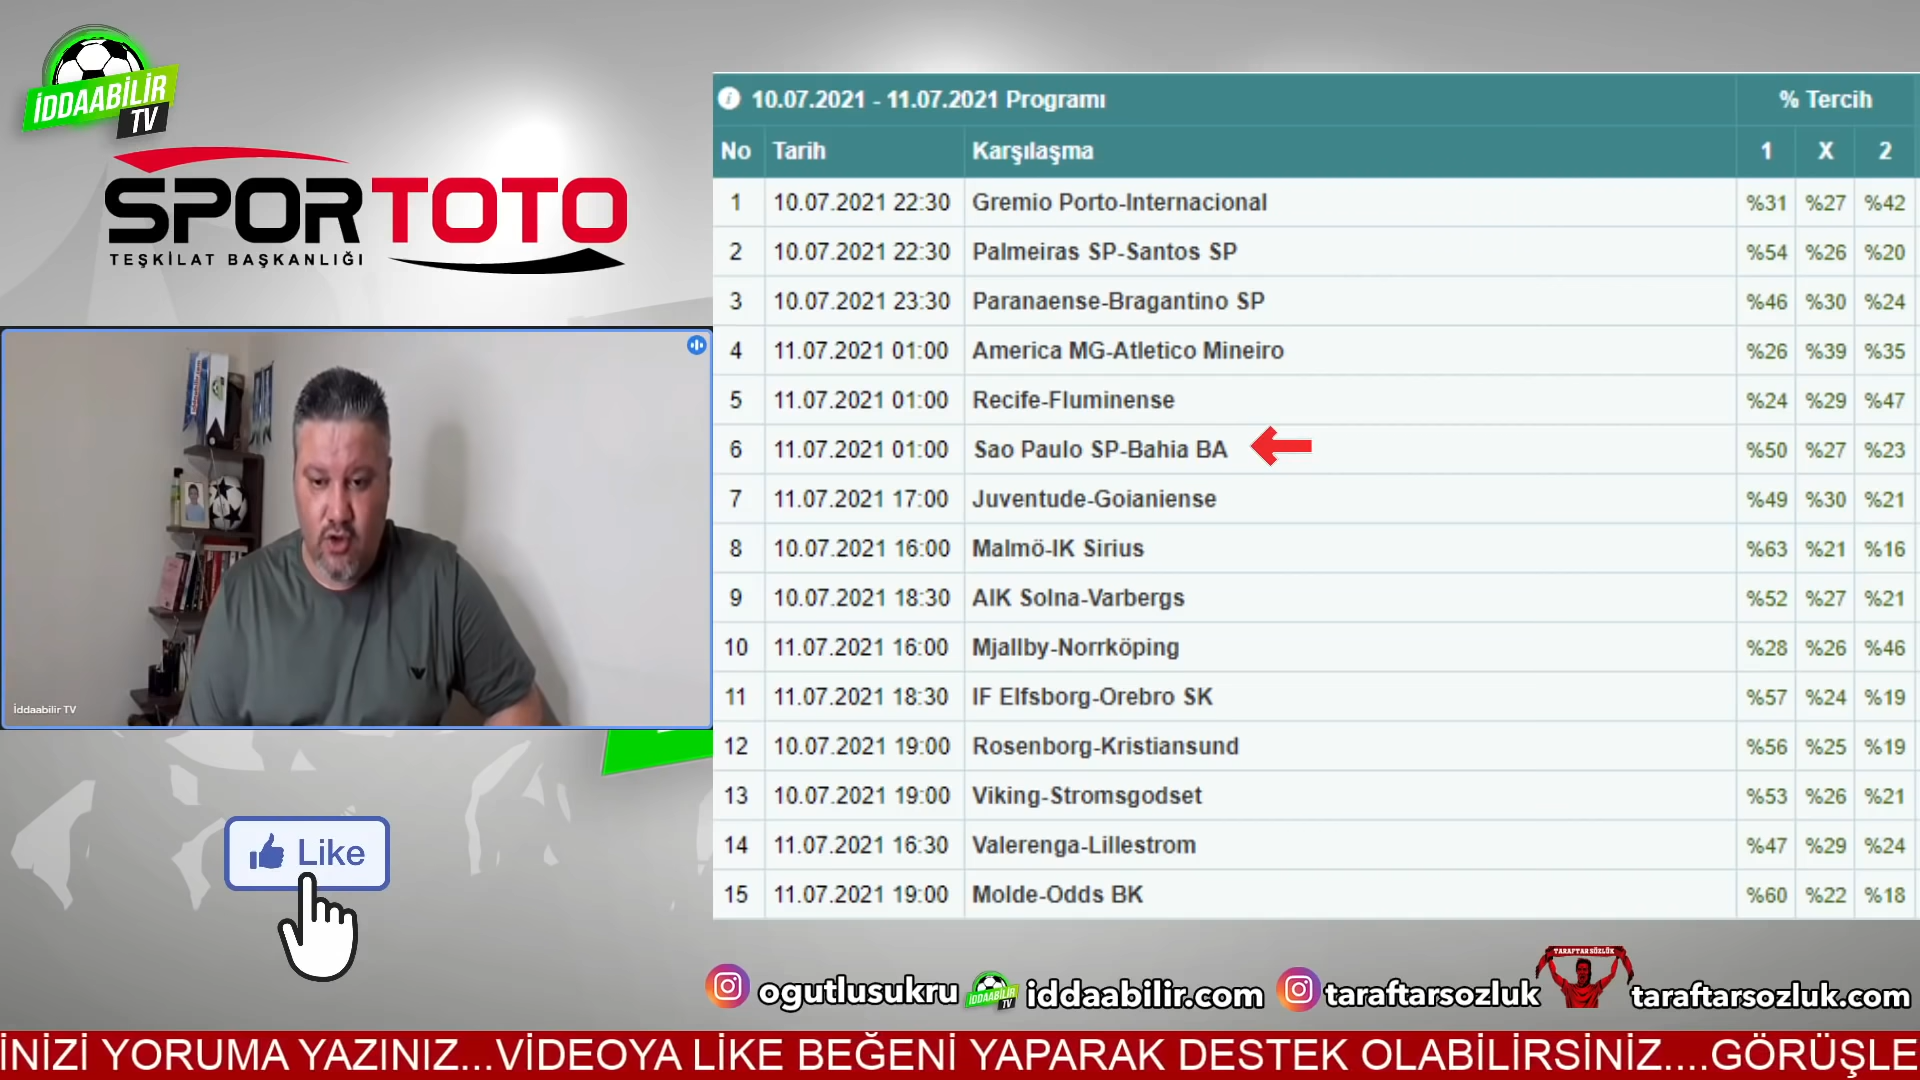 İDDAABİLİR
TV
SPORTOTO
TEŞKİLAT BAŞKANLIĞI
10.07.2021 - 11.07.2021 Programı % Tercih
No Tarih Karşılaşma 1 X 2
1 10.07.2021 22:30 Gremio Porto-Internacional %31 %27 %42
2 10.07.2021 22:30 Palmeiras SP-Santos SP %54 %26 %20
3 10.07.2021 23:30 Paranaense-Bragantino SP %46 %30 %24
4 11.07.2021 01:00 America MG-Atletico Mineiro %26 %39 %35
5 11.07.2021 01:00 Recife-Fluminense %24 %29 %47
6 11.07.2021 01:00 Sao Paulo SP-Bahia BA %50 %27 %23
7 11.07.2021 17:00 Juventude-Goianiense %49 %30 %21
8 10.07.2021 16:00 Malmö-IK Sirius %63 %21 %16
9 10.07.2021 18:30 AIK Solna-Varbergs %52 %27 %21
10 11.07.2021 16:00 Mjallby-Norrköping %28 %26 %46
11 11.07.2021 18:30 IF Elfsborg-Orebro SK %57 %24 %19
12 10.07.2021 19:00 Rosenborg-Kristiansund %56 %25 %19
13 10.07.2021 19:00 Viking-Stromsgodset %53 %26 %21
14 11.07.2021 16:30 Valerenga-Lillestrom %47 %29 %24
15 11.07.2021 19:00 Molde-Odds BK %60 %22 %18
İddaabilir TV
Like
TARAFTAR SÖZLÜK
ogutlusukru İDDAABİLİR TV iddaabilir.com taraftarsozluk taraftarsozluk.com
İNİZİ YORUMA YAZINIZ...VİDEOYA LİKE BEĞENİ YAPARAK DESTEK OLABİLİRSİNİZ....GÖRÜŞLE